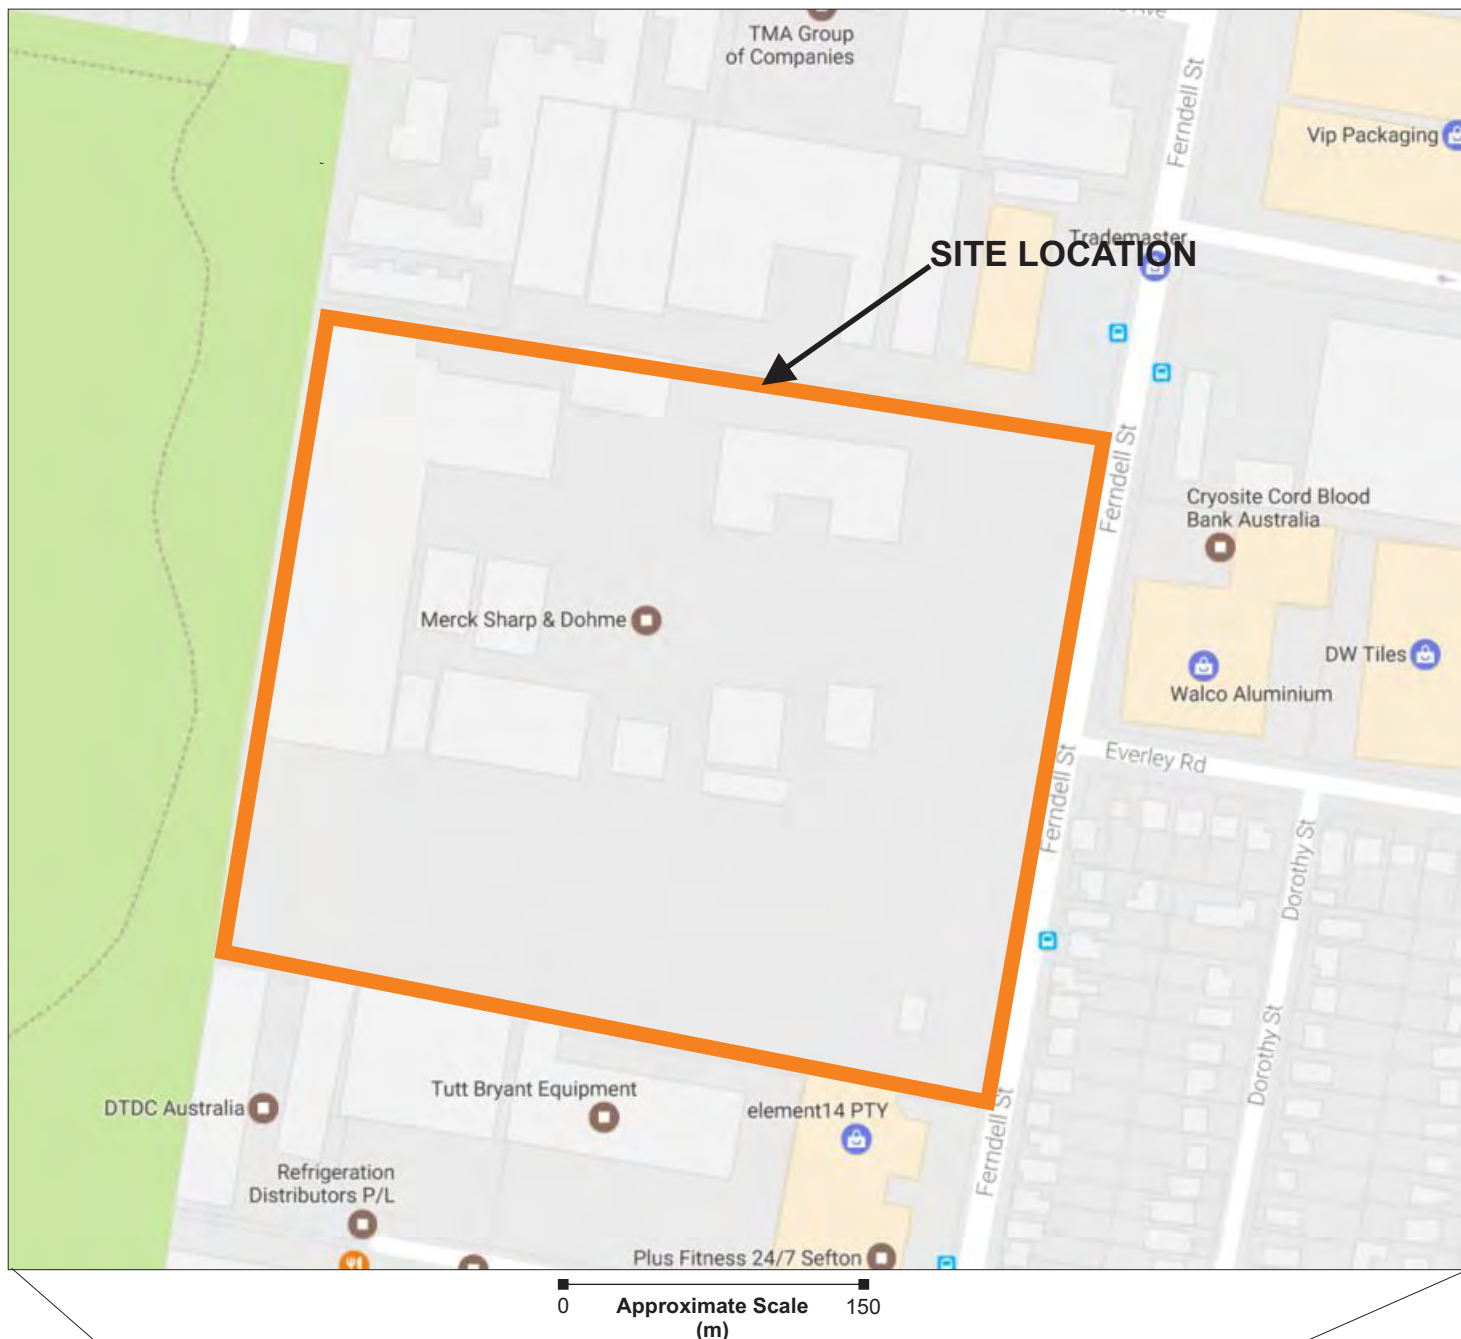 TMA Group
of Companies
Ferndell St
Vip Packaging
Trademaster
SITE LOCATION
Ferndell St
Cryosite Cord Blood
Bank Australia
Merck Sharp & Dohme
DW Tiles
Walco Aluminium
Everley Rd
Ferndell St
Dorothy St
Dorothy St
Tutt Bryant Equipment
DTDC Australia
element14 PTY
Ferndell St
Refrigeration
Distributors P/L
Plus Fitness 24/7 Sefton
0 Approximate Scale 150
(m)